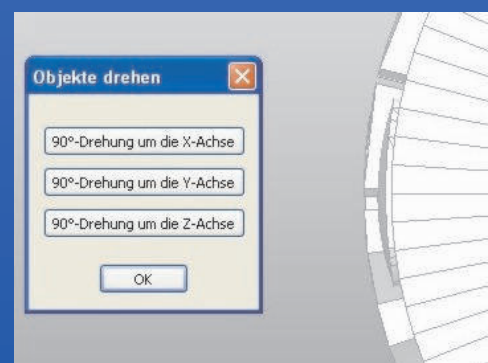 Objekte drehen
90°-Drehung um die X-Achse
90°-Drehung um die Y-Achse
90°-Drehung um die Z-Achse
OK